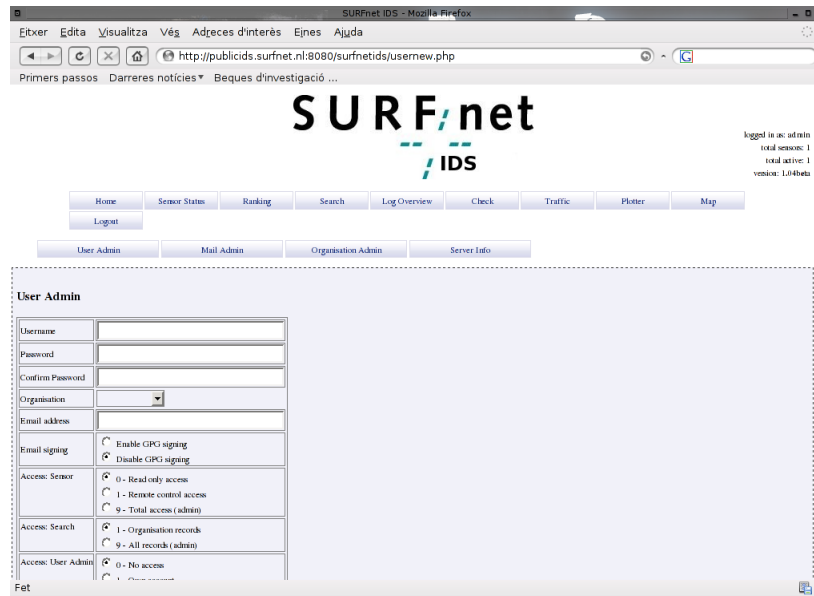 SURFnet IDS - Mozilla Firefox
Eitxer Edita Visualitza Vés Adreces d'interès Eines Ajuda
http://publicids.surfnet.nl:8080/surfnetids/usernew.php
G
Primers passos Darreres notícies Beques d'investigació ...
SURFnet
IDS
logged in as: admin
total sensors: 1
total active: 1
version: 1.04beta
Home Sensor Status Ranking Search Log Overview Check Traffic Plotter Map
Logout
User Admin Mail Admin Organisation Admin Server Info
User Admin
Username
Password
Confirm Password
Organisation
Email address
Email signing
Enable GPG signing
Disable GPG signing
Access: Sensor
0 - Read only access
1 - Remote control access
9 - Total access (admin)
Access: Search
1 - Organisation records
9 - All records (admin)
Access: User Admin
0 - No access
Fet